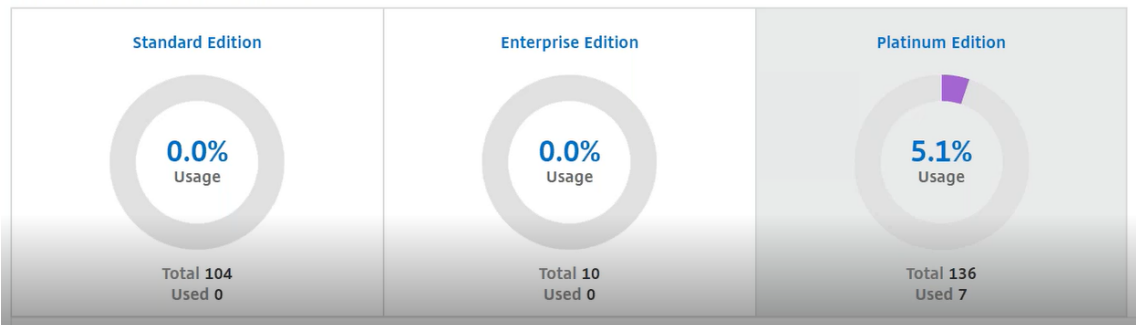 Standard Edition
0.0%
Usage
Total 104
Used 0
Enterprise Edition
0.0%
Usage
Total 10
Used 0
Platinum Edition
5.1%
Usage
Total 136
Used 7